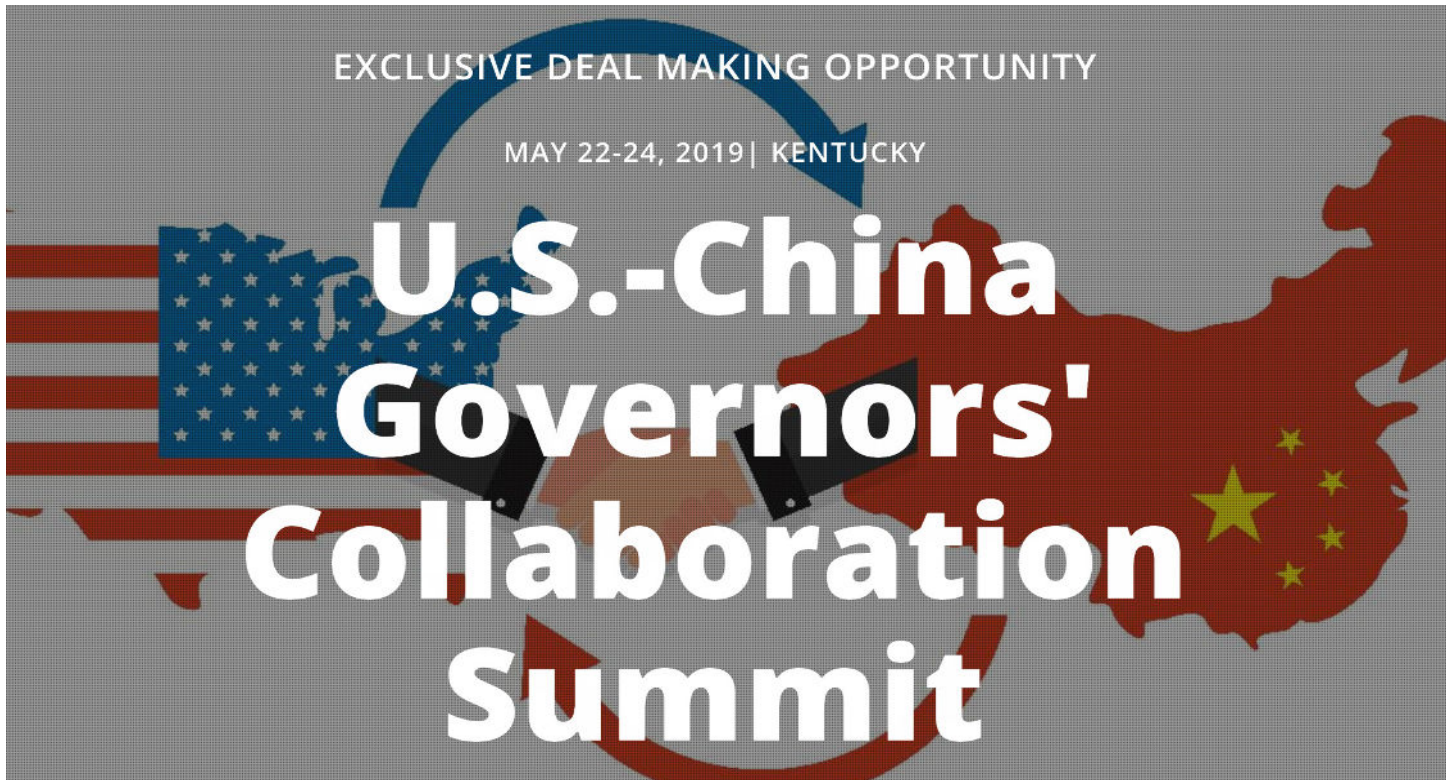 EXCLUSIVE DEAL MAKING OPPORTUNITY
MAY 22-24, 2019| KENTUCKY
U.S.-China
Governors'
Collaboration
Summit